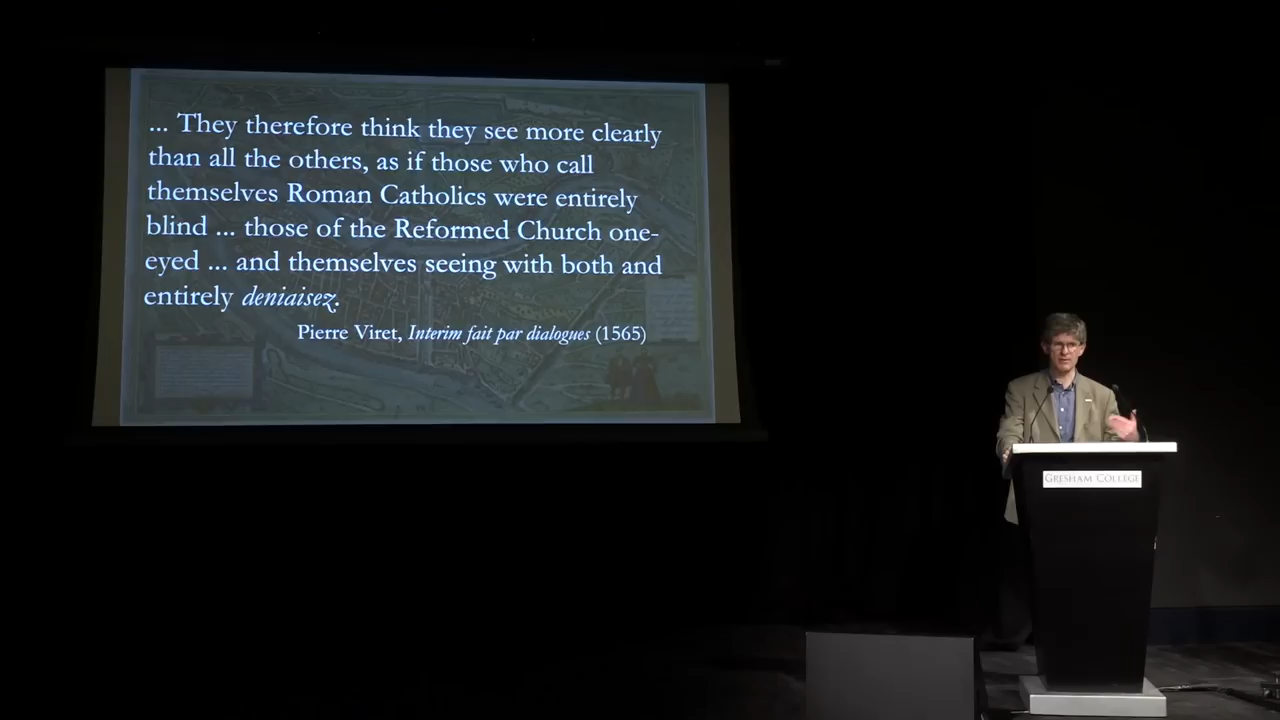 ... They therefore think they see more clearly
than all the others, as if those who call
themselves Roman Catholics were entirely
blind ... those of the Reformed Church one-
eyed ... and themselves seeing with both and
entirely deniaisez.
Pierre Viret, Interim fait par dialogues (1565)
GRESHAM COLLEGE